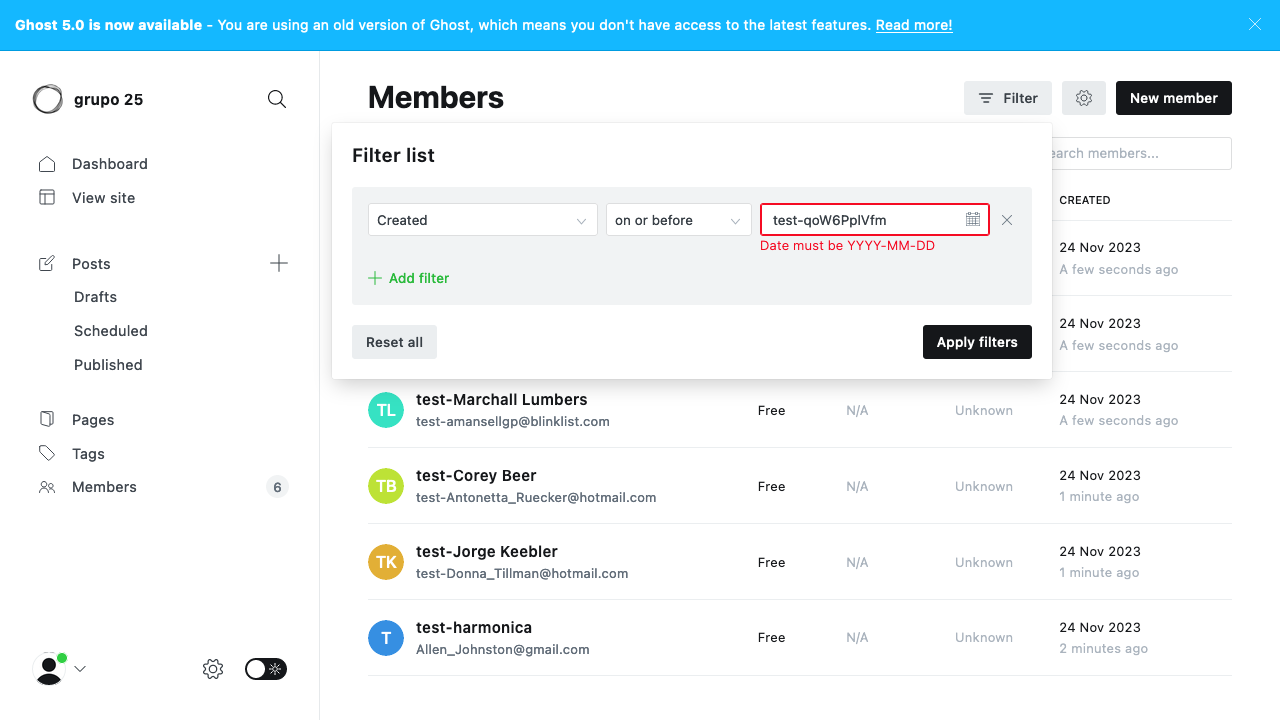 Ghost 5.0 is now available - You are using an old version of Ghost, which means you don't have access to the latest features. Read more!
grupo 25
Dashboard
View site
Posts
Drafts
Scheduled
Published
Pages
Tags
Members 6
Members
Filter
New member
earch members...
Filter list
Created
on or before
test-qoW6PplVfm
Date must be YYYY-MM-DD
Add filter
Reset all
Apply filters
CREATED
24 Nov 2023
A few seconds ago
24 Nov 2023
A few seconds ago
TL
test-Marchall Lumbers
test-amansellgp@blinklist.com
Free
N/A
Unknown
24 Nov 2023
A few seconds ago
TB
test-Corey Beer
test-Antonetta_Ruecker@hotmail.com
Free
N/A
Unknown
24 Nov 2023
1 minute ago
TK
test-Jorge Keebler
test-Donna_Tillman@hotmail.com
Free
N/A
Unknown
24 Nov 2023
1 minute ago
T
test-harmonica
Allen_Johnston@gmail.com
Free
N/A
Unknown
24 Nov 2023
2 minutes ago